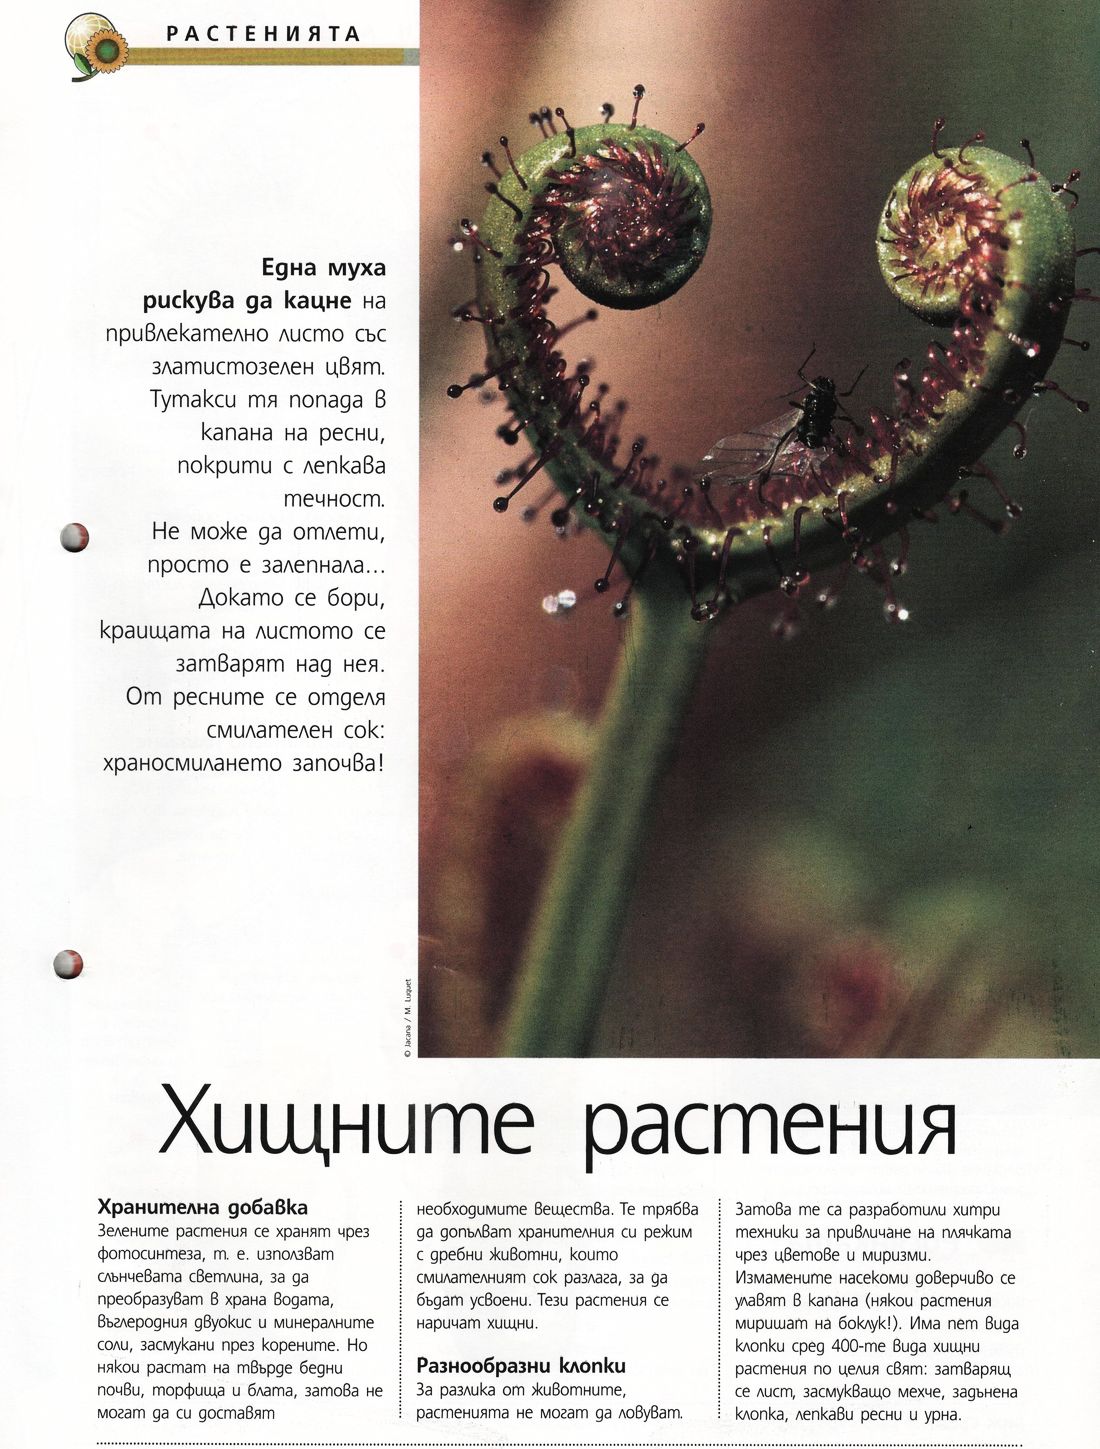 РАСТЕНИЯТА
Една муха
рискува да кацне на
привлекателно листо със
златистозелен цвят.
Тутакси тя попада в
капана на ресни,
покрити с лепкава
течност.
Не може да отлети,
просто е залепнала...
Докато се бори,
краищата на листото се
затварят над нея.
От ресните се отделя
смилателен сок:
храносмилането започва!
© Jacana / M. Luquet
Хищните растения
Хранителна добавка
Зелените растения се хранят чрез
фотосинтеза, т. е. използват
слънчевата светлина, за да
преобразуват в храна водата,
въглеродния двуокис и минералните
соли, засмукани през корените. Но
някои растат на твърде бедни
почви, торфища и блата, затова не
могат да си доставят
необходимите вещества. Те трябва
да допълват хранителния си режим
с дребни животни, които
смилателният сок разлага, за да
бъдат усвоени. Тези растения се
наричат хищни.
Разнообразни клопки
За разлика от животните,
растенията не могат да ловуват.
Затова те са разработили хитри
техники за привличане на плячката
чрез цветове и миризми.
Измамените насекоми доверчиво се
улавят в капана (някои растения
миришат на боклук!). Има пет вида
клопки сред 400-те вида хищни
растения по целия свят: затварящ
се лист, засмукващо мехче, задънена
клопка, лепкави ресни и урна.